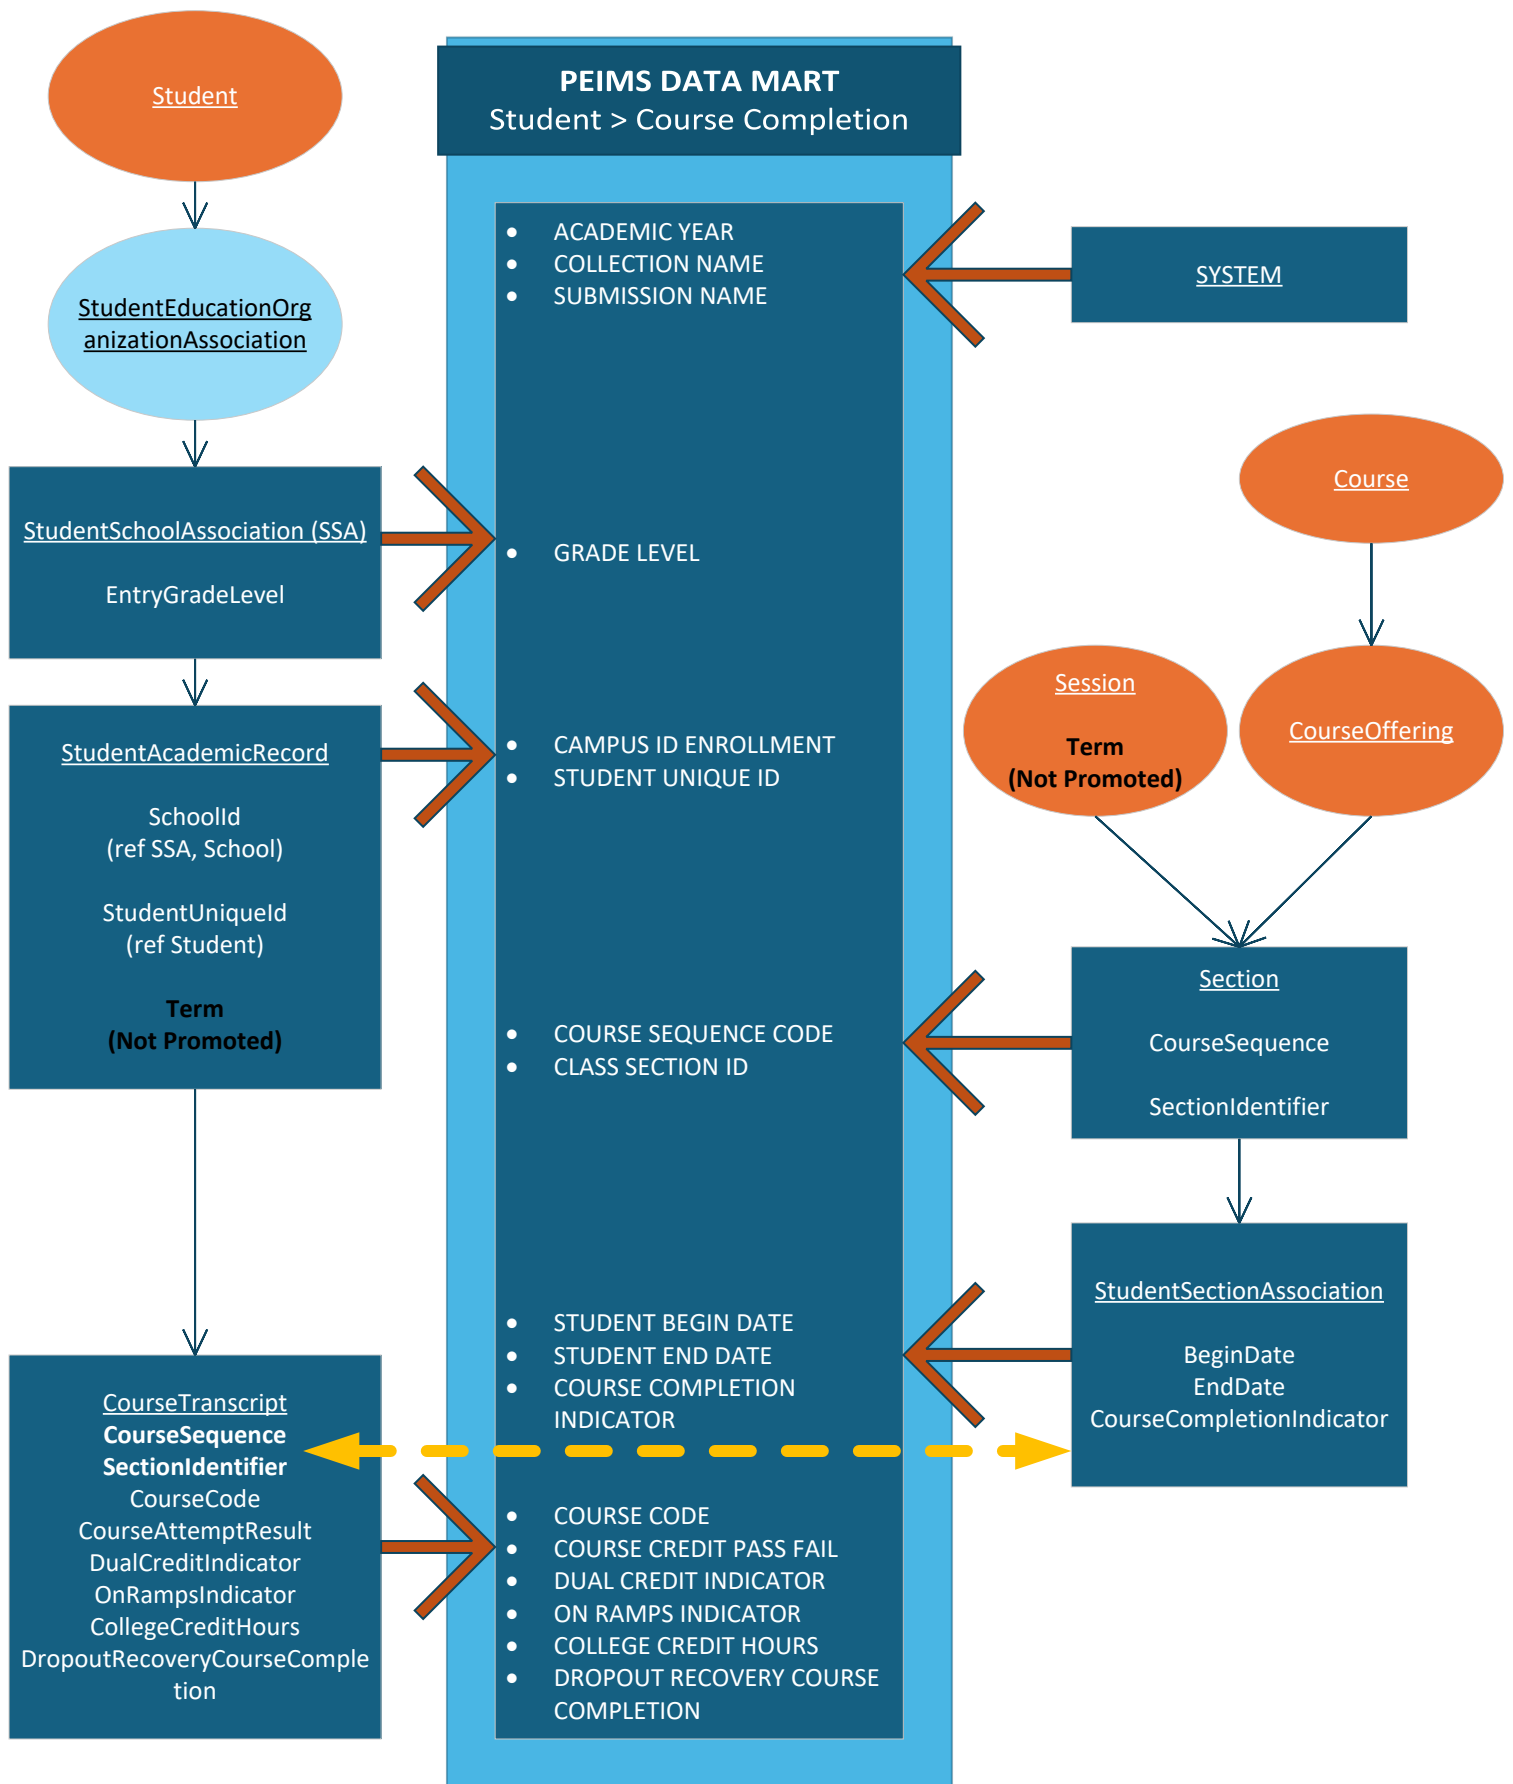 Student
StudentEducationOrg
anizationAssociation
StudentSchoolAssociation (SSA)
EntryGradeLevel
StudentAcademicRecord
SchoolId
(ref SSA, School)
StudentUniqueId
(ref Student)
Term
(Not Promoted)
CourseTranscript
CourseSequence
SectionIdentifier
CourseCode
CourseAttemptResult
DualCreditIndicator
OnRampsIndicator
CollegeCreditHours
DropoutRecoveryCourseComple
tion
PEIMS DATA MART
Student > Course Completion
• ACADEMIC YEAR
• COLLECTION NAME
• SUBMISSION NAME
• GRADE LEVEL
• CAMPUS ID ENROLLMENT
• STUDENT UNIQUE ID
• COURSE SEQUENCE CODE
• CLASS SECTION ID
• STUDENT BEGIN DATE
• STUDENT END DATE
• COURSE COMPLETION
INDICATOR
• COURSE CODE
• COURSE CREDIT PASS FAIL
• DUAL CREDIT INDICATOR
• ON RAMPS INDICATOR
• COLLEGE CREDIT HOURS
• DROPOUT RECOVERY COURSE
COMPLETION
SYSTEM
Course
Session
Term
(Not Promoted)
CourseOffering
Section
CourseSequence
SectionIdentifier
StudentSectionAssociation
BeginDate
EndDate
CourseCompletionIndicator